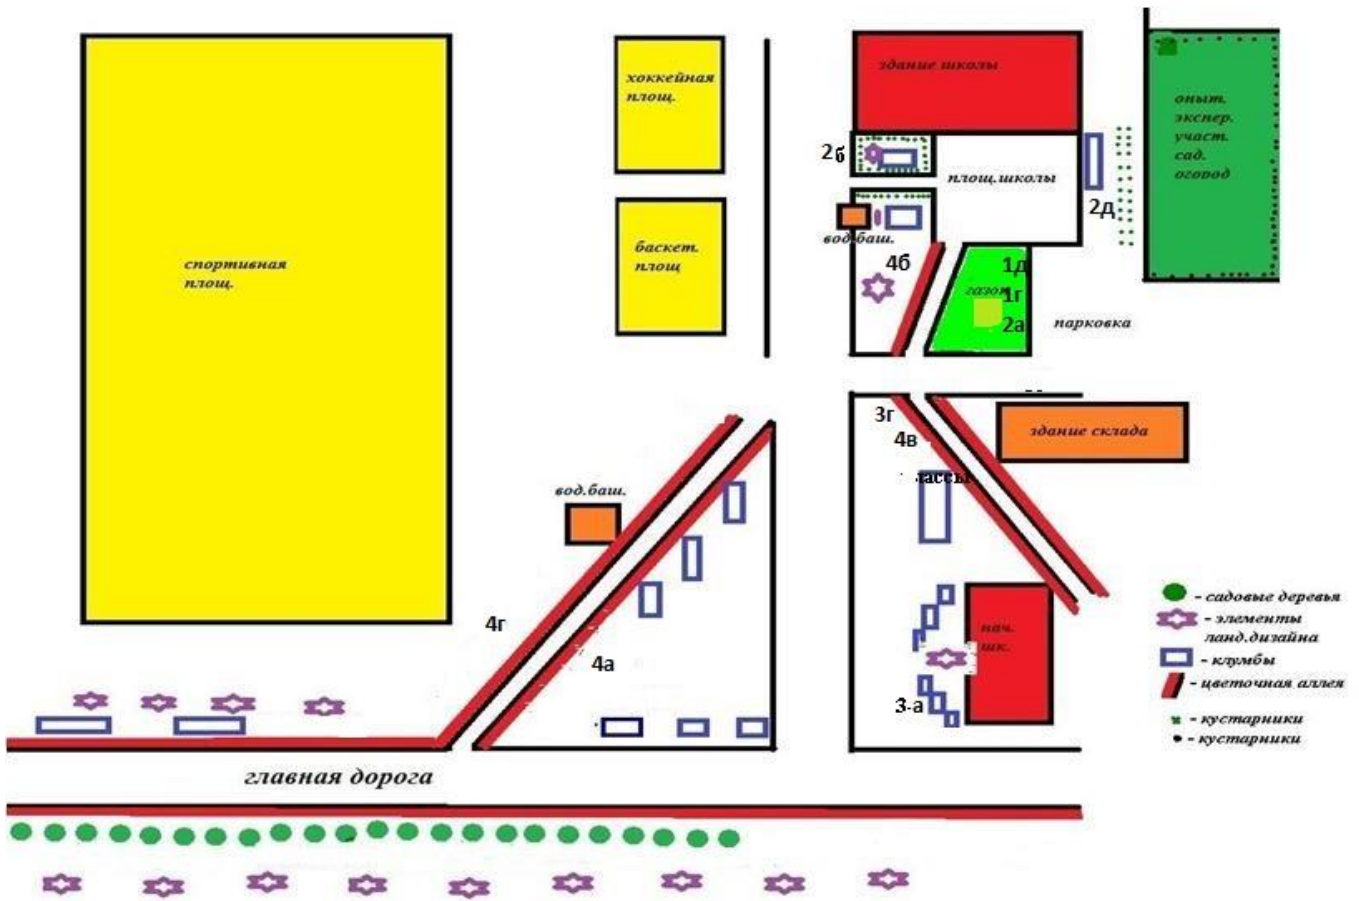 спортивная
площ.
хоккейная
площ.
баскет.
площ
здание школы
2б
площ.школы
2д
опыт.
экспер.
участ.
сад.
огород
вод.баш.
4б
газон
1д
1г
2а
парковка
3г
4в
здание склада
лассы
вод.баш.
4г
4а
нач.
шк.
3-а
- садовые деревья
- элементы
ланд.дизайна
- клумбы
- цветочная аллея
- кустарники
- кустарники
главная дорога